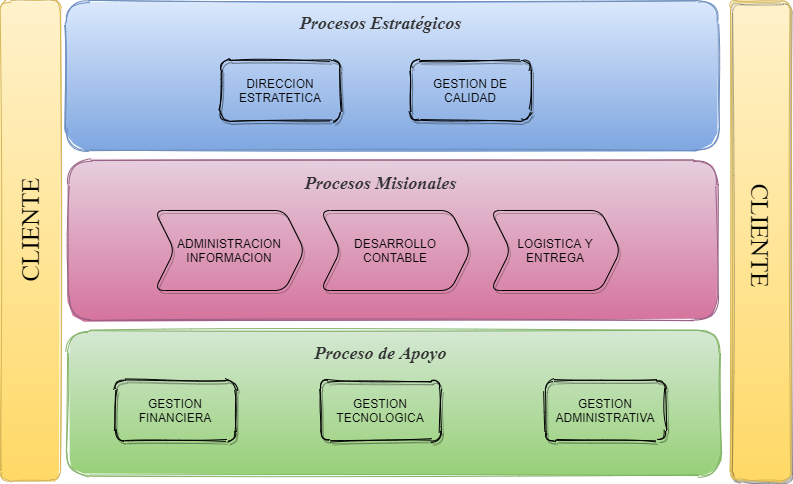 CLIENTE
Procesos Estratégicos
DIRECCION
ESTRATETICA
GESTION DE
CALIDAD
Procesos Misionales
ADMINISTRACION
INFORMACION
DESARROLLO
CONTABLE
LOGISTICA Y
ENTREGA
Proceso de Apoyo
GESTION
FINANCIERA
GESTION
TECNOLOGICA
GESTION
ADMINISTRATIVA
CLIENTE